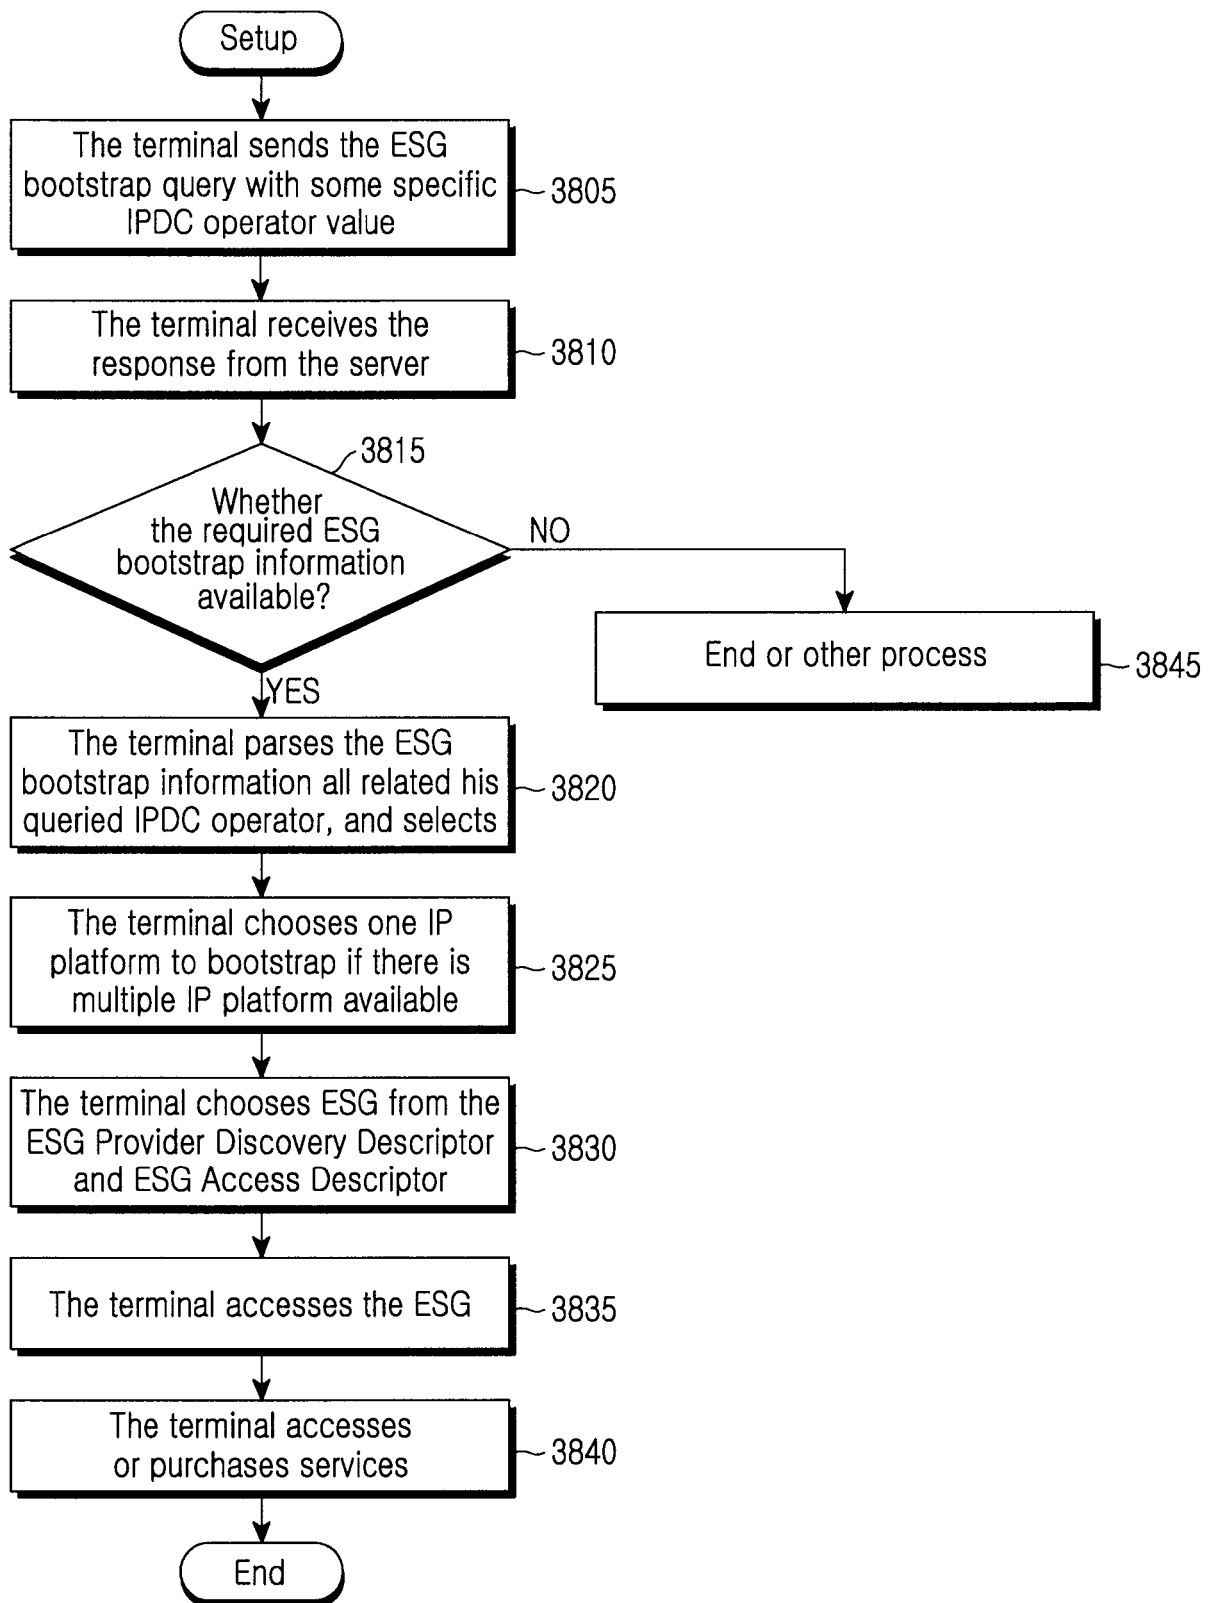 Setup
The terminal sends the ESG
bootstrap query with some specific
IPDC operator value
3805
The terminal receives the
response from the server
3810
3815
Whether
the required ESG
bootstrap information
available?
NO
End or other process
3845
YES
The terminal parses the ESG
bootstrap information all related his
queried IPDC operator, and selects
3820
The terminal chooses one IP
platform to bootstrap if there is
multiple IP platform available
3825
The terminal chooses ESG from the
ESG Provider Discovery Descriptor
and ESG Access Descriptor
3830
The terminal accesses the ESG
3835
The terminal accesses
or purchases services
3840
End